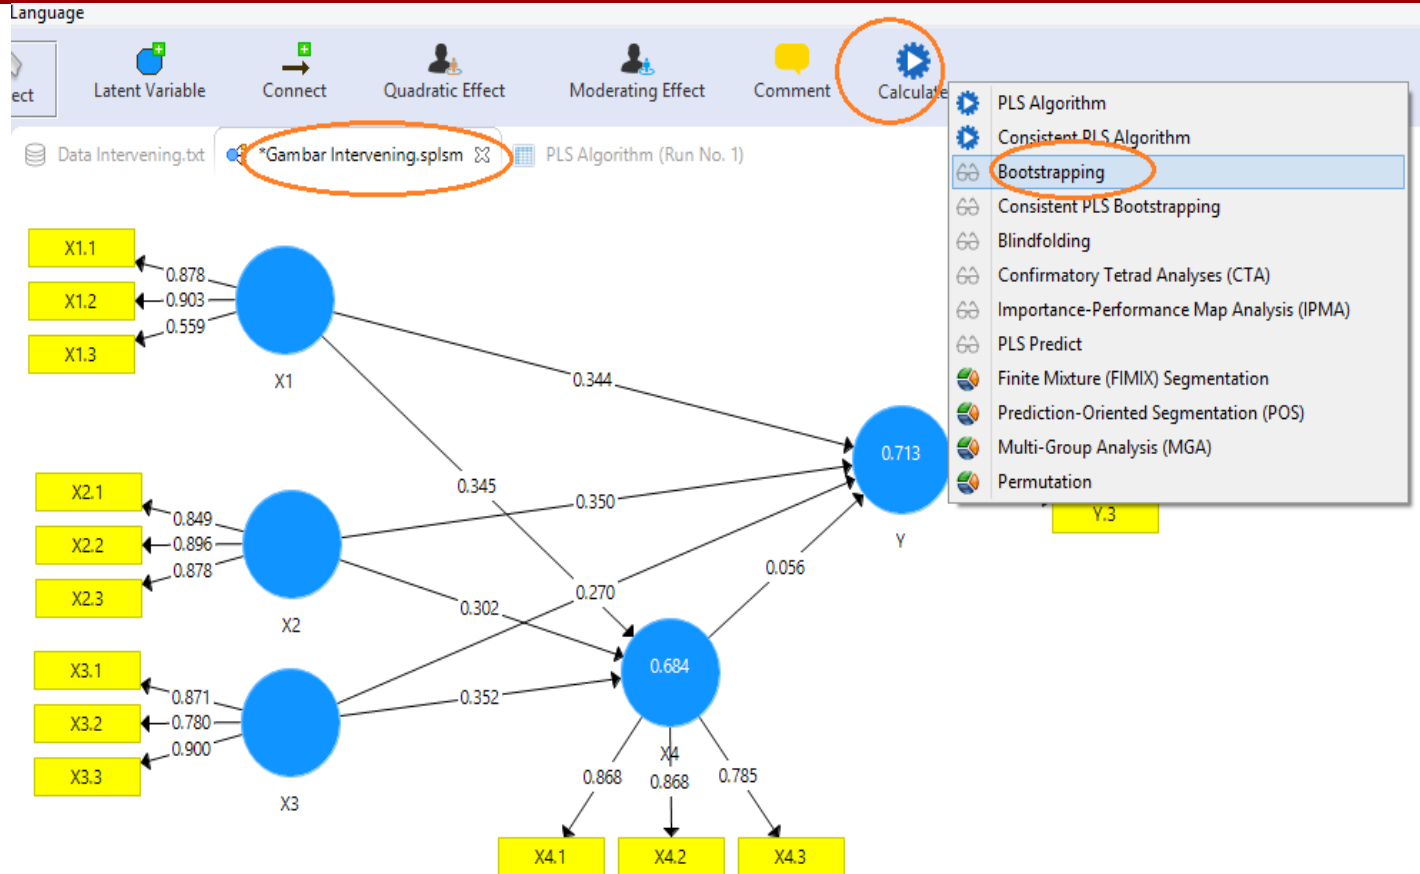 Language
ect
Latent Variable
Connect
Quadratic Effect
Moderating Effect
Comment
Calculate
Data Intervening.txt
*Gambar Intervening.splsm
PLS Algorithm (Run No. 1)
PLS Algorithm
Consistent PLS Algorithm
Bootstrapping
Consistent PLS Bootstrapping
Blindfolding
Confirmatory Tetrad Analyses (CTA)
Importance-Performance Map Analysis (IPMA)
PLS Predict
Finite Mixture (FIMIX) Segmentation
Prediction-Oriented Segmentation (POS)
Multi-Group Analysis (MGA)
Permutation
X1.1
X1.2
X1.3
0.878
0.903
0.559
X1
0.344
0.345
0.713
Y
Y.3
X2.1
X2.2
X2.3
0.849
0.896
0.878
X2
0.350
0.302
0.270
0.056
X3.1
X3.2
X3.3
0.871
0.780
0.900
X3
0.352
0.684
X4
0.868
0.868
0.785
X4.1
X4.2
X4.3